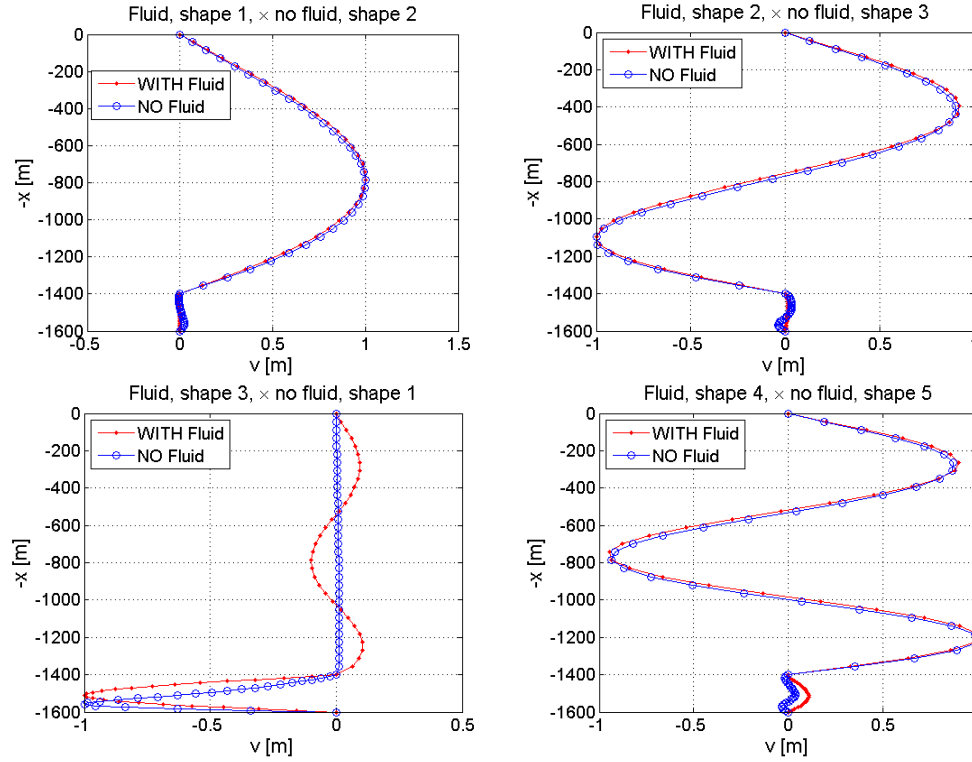 Fluid, shape 1, × no fluid, shape 2
0
-200
-400
-600
-800
-1000
-1200
-1400
-1600
-x [m]
WITH Fluid
NO Fluid
-0.5 0 0.5 1 1.5
v [m]
Fluid, shape 2, × no fluid, shape 3
0
-200
-400
-600
-800
-1000
-1200
-1400
-1600
-x [m]
WITH Fluid
NO Fluid
-1 -0.5 0 0.5
v [m]
Fluid, shape 3, × no fluid, shape 1
0
-200
-400
-600
-800
-1000
-1200
-1400
-1600
-x [m]
WITH Fluid
NO Fluid
-1 -0.5 0 0.5
v [m]
Fluid, shape 4, × no fluid, shape 5
0
-200
-400
-600
-800
-1000
-1200
-1400
-1600
-x [m]
WITH Fluid
NO Fluid
-1 -0.5 0 0.5
v [m]